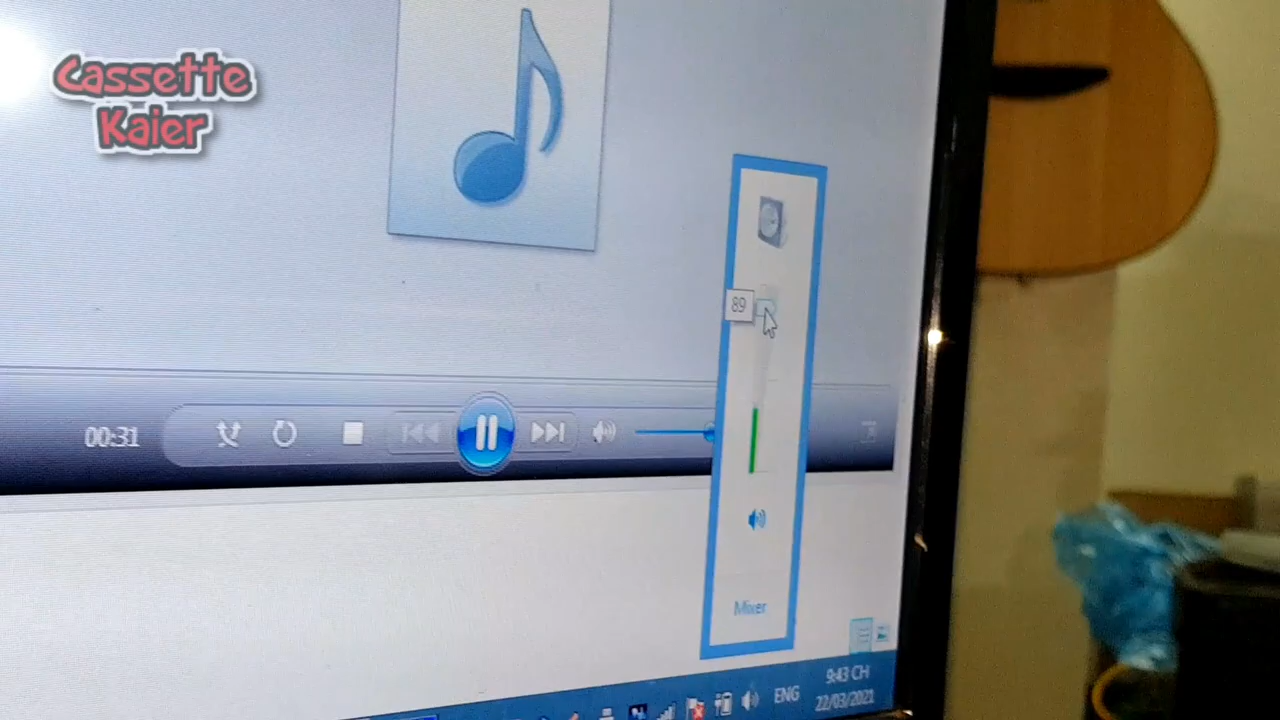 Cassette
Kaier
89
00:31
Mixer
ENG
9:43 CH
22/03/2021